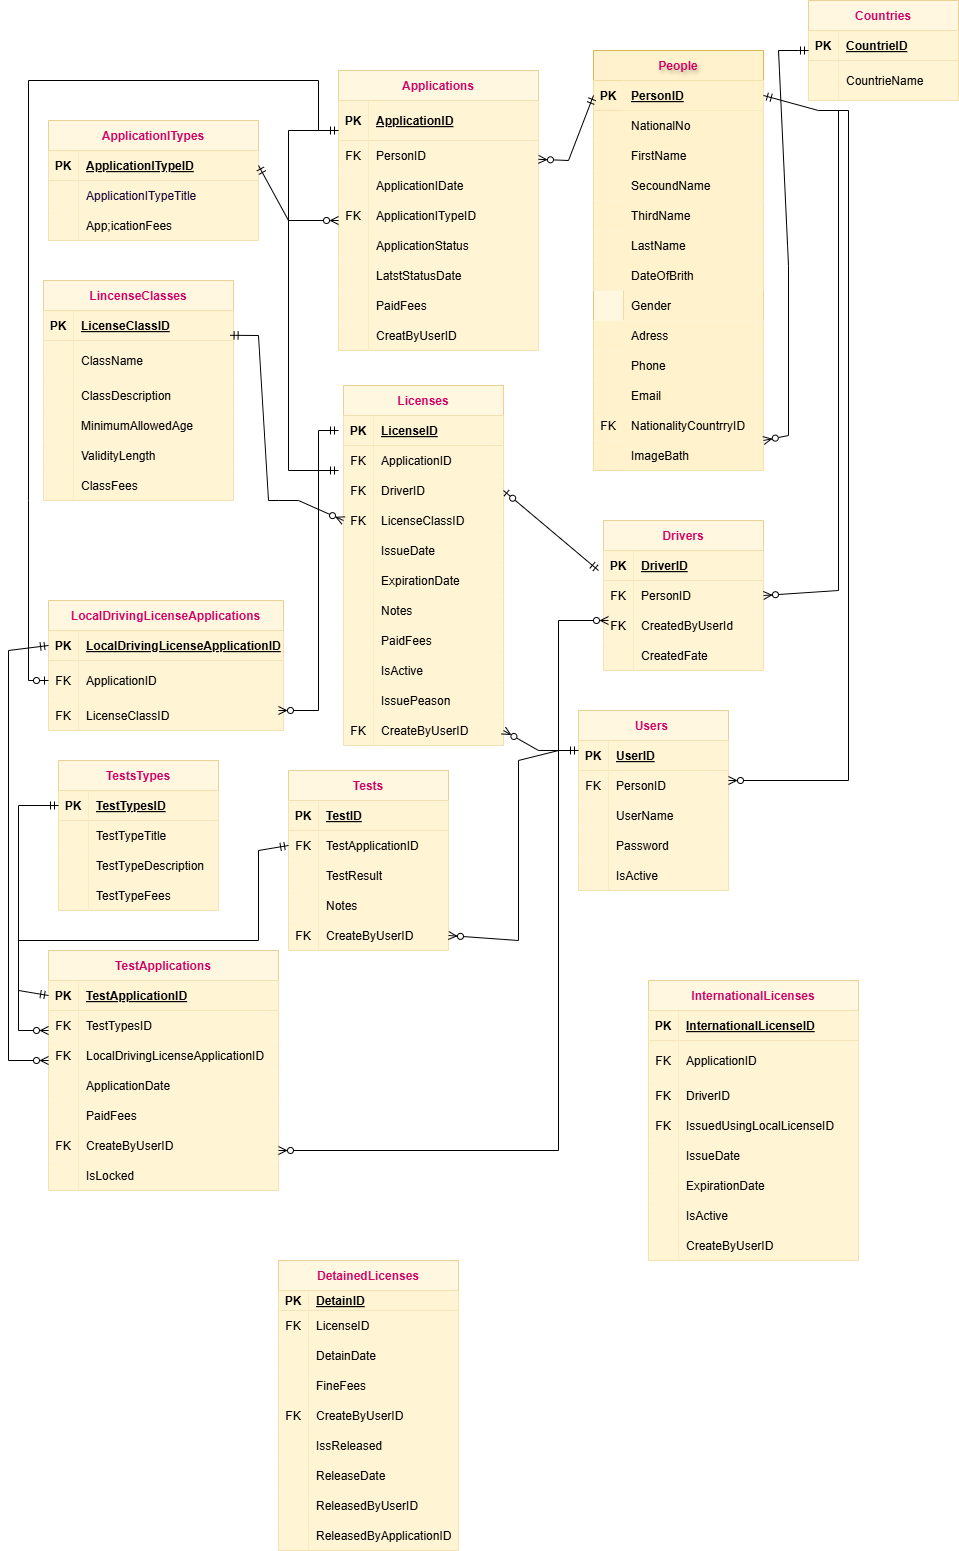 Countries
PK CountrieID
CountrieName
People
PK PersonID
NationalNo
FirstName
SecoundName
ThirdName
LastName
DateOfBrith
Gender
Adress
Phone
Email
FK NationalityCountrryID
ImageBath
Applications
PK ApplicationID
FK PersonID
ApplicationIDate
FK ApplicationITypeID
ApplicationStatus
LatstStatusDate
PaidFees
CreatByUserID
ApplicationITypes
PK ApplicationITypeID
ApplicationITypeTitle
App;icationFees
LincenseClasses
PK LicenseClassID
ClassName
ClassDescription
MinimumAllowedAge
ValidityLength
ClassFees
Licenses
PK LicenseID
FK ApplicationID
FK DriverID
FK LicenseClassID
IssueDate
ExpirationDate
Notes
PaidFees
IsActive
IssuePeason
FK CreateByUserID
Drivers
PK DriverID
FK PersonID
FK CreatedByUserId
CreatedFate
LocalDrivingLicenseApplications
PK LocalDrivingLicenseApplicationID
FK ApplicationID
FK LicenseClassID
Users
PK UserID
FK PersonID
UserName
Password
IsActive
TestsTypes
PK TestTypesID
TestTypeTitle
TestTypeDescription
TestTypeFees
Tests
PK TestID
FK TestApplicationID
TestResult
Notes
FK CreateByUserID
TestApplications
PK TestApplicationID
FK TestTypesID
FK LocalDrivingLicenseApplicationID
ApplicationDate
PaidFees
FK CreateByUserID
IsLocked
InternationalLicenses
PK InternationalLicenseID
FK ApplicationID
FK DriverID
FK IssuedUsingLocalLicenseID
IssueDate
ExpirationDate
IsActive
CreateByUserID
DetainedLicenses
PK DetainID
FK LicenseID
DetainDate
FineFees
FK CreateByUserID
IssReleased
ReleaseDate
ReleasedByUserID
ReleasedByApplicationID